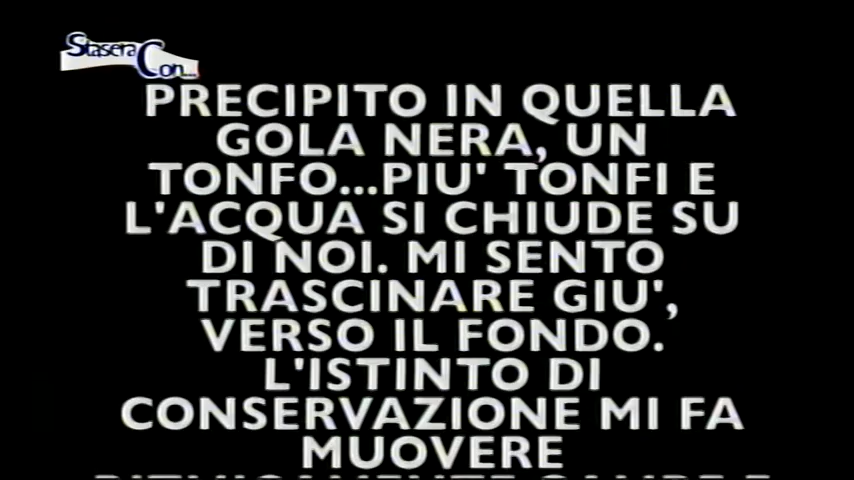 Stasera
Con...
PRECIPITO IN QUELLA
GOLA NERA, UN
TONFO...PIU' TONFI E
L'ACQUA SI CHIUDE SU
DI NOI. MI SENTO
TRASCINARE GIU',
VERSO IL FONDO.
L'ISTINTO DI
CONSERVAZIONE MI FA
MUOVERE